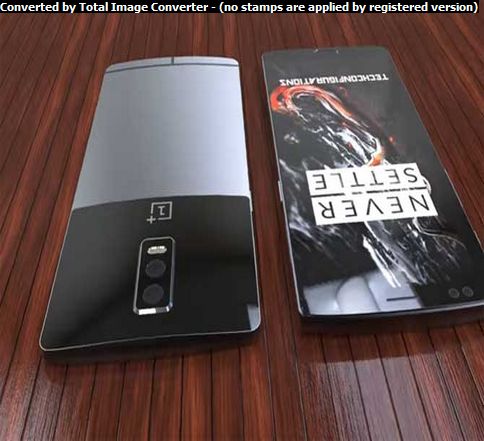 Converted by Total Image Converter - (no stamps are applied by registered version)
TECHCONFIGURATIONS
NEVER
SETTLE
1+